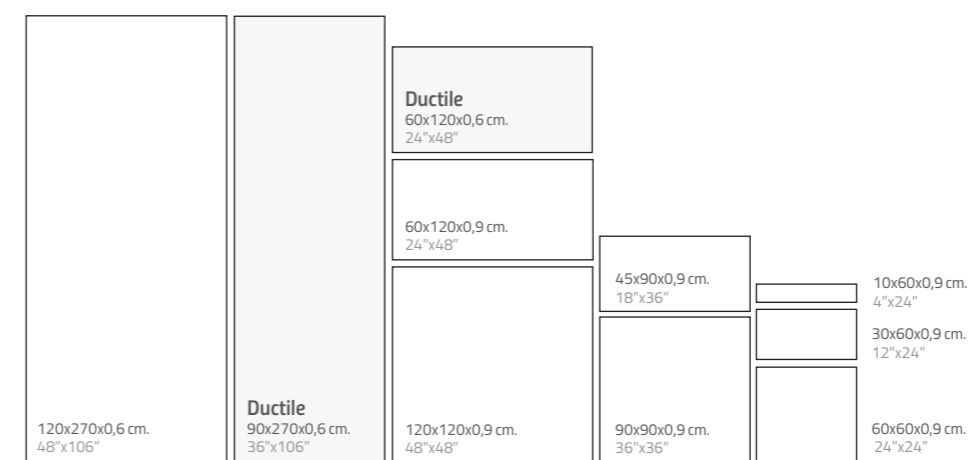 120x270x0,6 cm.
48”x106”
Ductile
90x270x0,6 cm.
36”x106”
Ductile
60x120x0,6 cm.
24”x48”
60x120x0,9 cm.
24”x48”
120x120x0,9 cm.
48”x48”
45x90x0,9 cm.
18”x36”
90x90x0,9 cm.
36”x36”
10x60x0,9 cm.
4”x24”
30x60x0,9 cm.
12”x24”
60x60x0,9 cm.
24”x24”